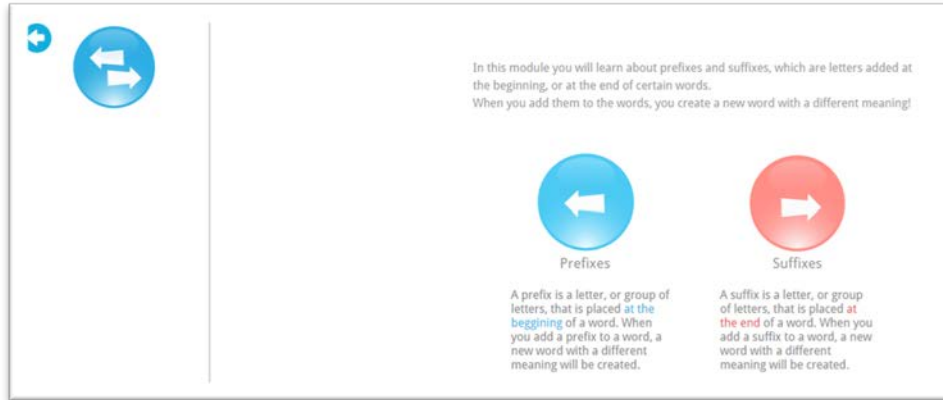 In this module you will learn about prefixes and suffixes, which are letters added at
the beginning, or at the end of certain words.
When you add them to the words, you create a new word with a different meaning!
Prefixes
A prefix is a letter, or group of
letters, that is placed at the
beggining of a word. When
you add a prefix to a word, a
new word with a different
meaning will be created.
Suffixes
A suffix is a letter, or group
of letters, that is placed at
the end of a word. When you
add a suffix to a word, a new
word with a different
meaning will be created.